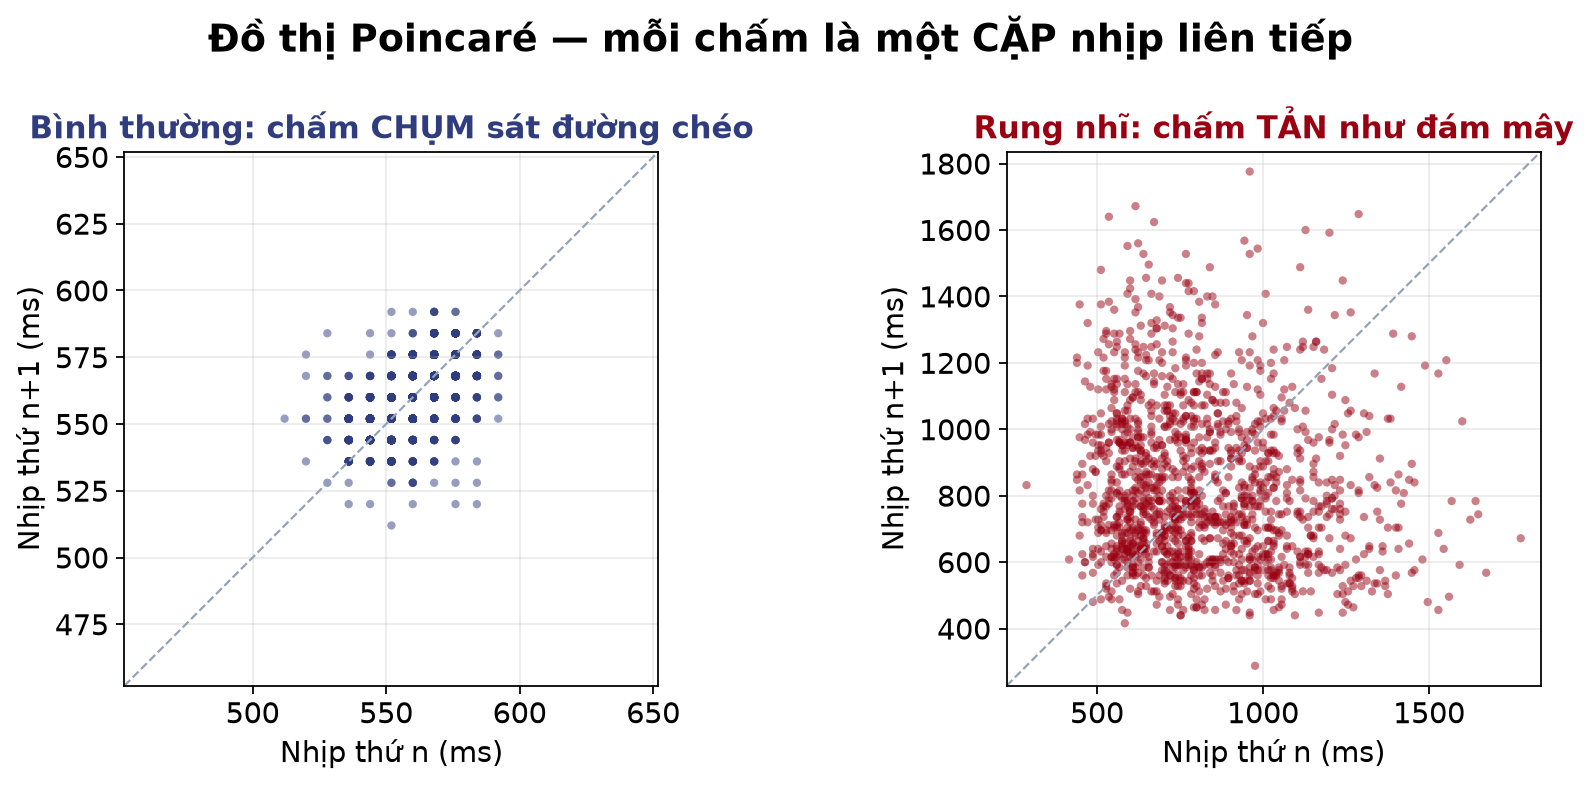 Đồ thị Poincaré — mỗi chấm là một CẶP nhịp liên tiếp
Bình thường: chấm CHỤM sát đường chéo
650
625
600
575
550
525
500
475
Nhịp thứ n+1 (ms)
500 550 600 650
Nhịp thứ n (ms)
Rung nhĩ: chấm TẢN như đám mây
1800
1600
1400
1200
1000
800
600
400
Nhịp thứ n+1 (ms)
500 1000 1500
Nhịp thứ n (ms)